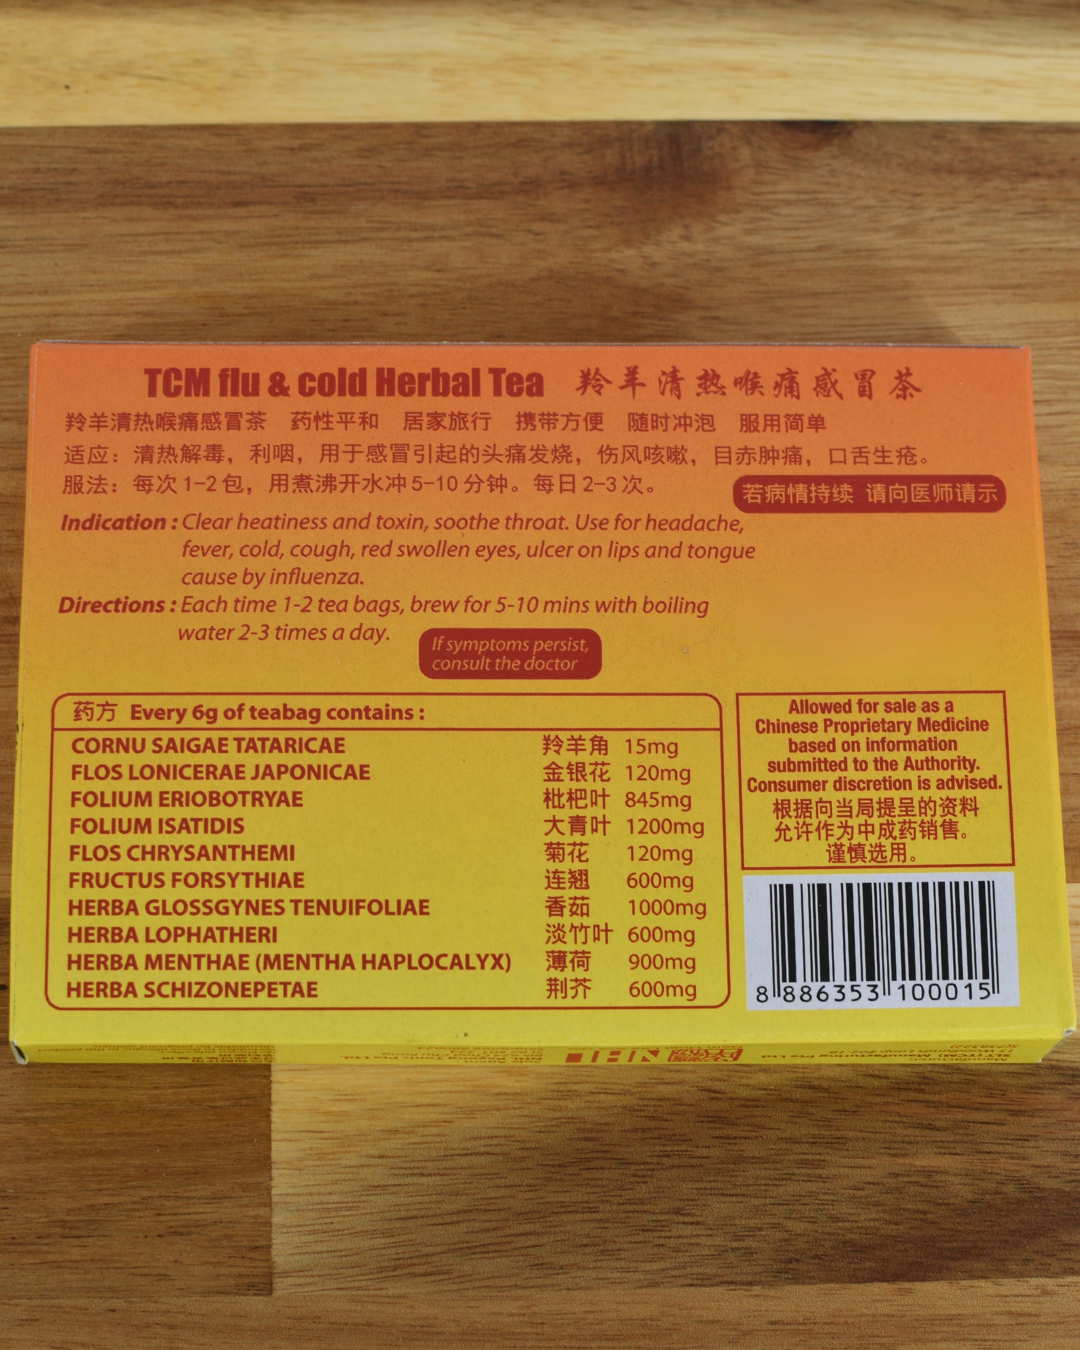 TCM flu & cold Herbal Tea 羚羊清热喉痛感冒茶
羚羊清热喉痛感冒茶 药性平和 居家旅行 携带方便 随时冲泡 服用简单
适应：清热解毒，利咽，用于感冒引起的头痛发烧，伤风咳嗽，目赤肿痛，口舌生疮。
服法：每次1-2包，用煮沸开水冲5-10分钟。每日2-3次。
若病情持续 请向医师请示
Indication : Clear heatiness and toxin, soothe throat. Use for headache,
fever, cold, cough, red swollen eyes, ulcer on lips and tongue
cause by influenza.
Directions : Each time 1-2 tea bags, brew for 5-10 mins with boiling
water 2-3 times a day.
If symptoms persist,
consult the doctor
药方 Every 6g of teabag contains :
CORNU SAIGAE TATARICAE 羚羊角 15mg
FLOS LONICERAE JAPONICAE 金银花 120mg
FOLIUM ERIOBOTRYAE 枇杷叶 845mg
FOLIUM ISATIDIS 大青叶 1200mg
FLOS CHRYSANTHEMI 菊花 120mg
FRUCTUS FORSYTHIAE 连翘 600mg
HERBA GLOSSGYNES TENUIFOLIAE 香茹 1000mg
HERBA LOPHATHERI 淡竹叶 600mg
HERBA MENTHAE (MENTHA HAPLOCALYX) 薄荷 900mg
HERBA SCHIZONEPETAE 荆芥 600mg
Allowed for sale as a
Chinese Proprietary Medicine
based on information
submitted to the Authority.
Consumer discretion is advised.
根据向当局提呈的资料
允许作为中成药销售。
谨慎选用。
8 886353 100015